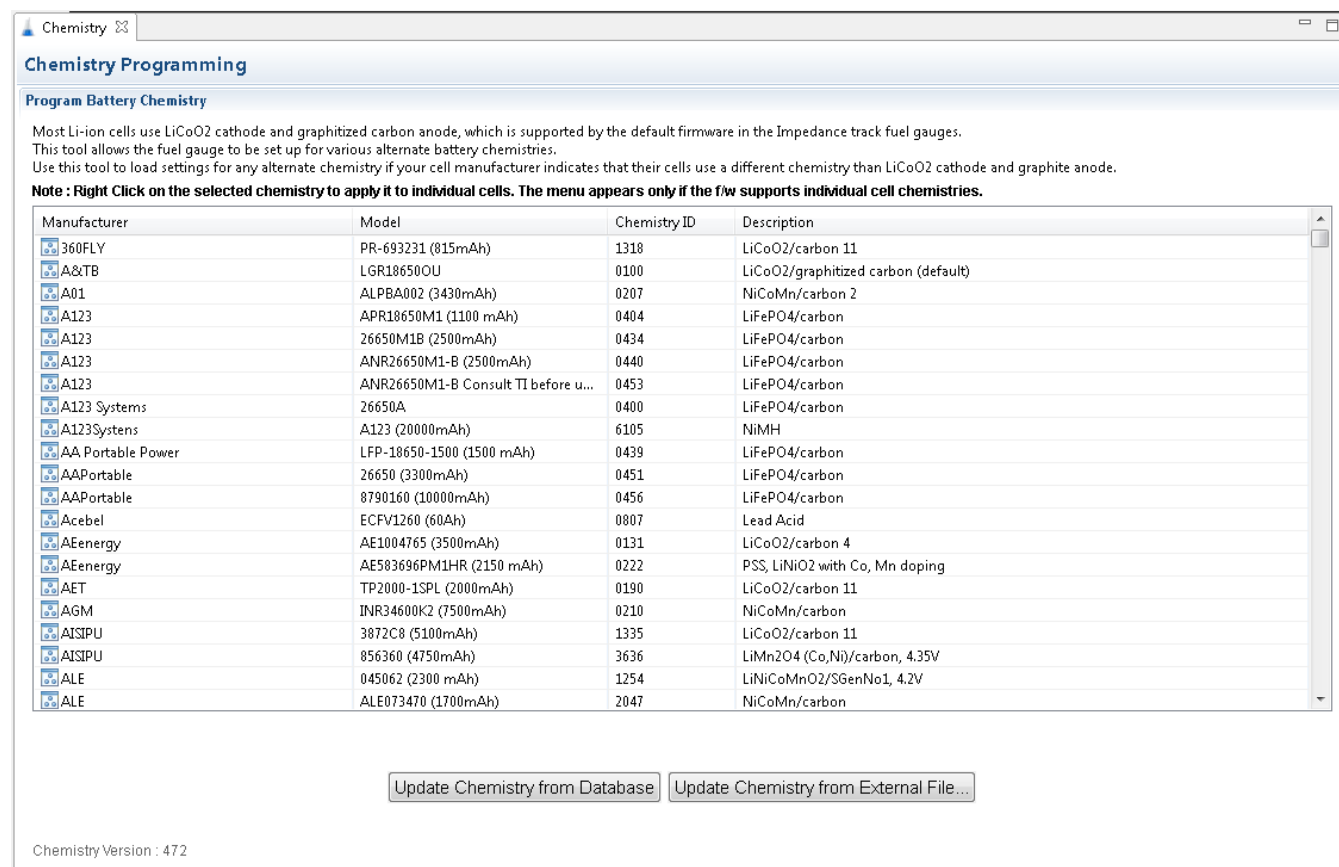 Chemistry
Chemistry Programming
Program Battery Chemistry
Most Li-ion cells use LiCoO2 cathode and graphitized carbon anode, which is supported by the default firmware in the Impedance track fuel gauges.
This tool allows the fuel gauge to be set up for various alternate battery chemistries.
Use this tool to load settings for any alternate chemistry if your cell manufacturer indicates that their cells use a different chemistry than LiCoO2 cathode and graphite anode.
Note : Right Click on the selected chemistry to apply it to individual cells. The menu appears only if the f/w supports individual cell chemistries.
Manufacturer Model Chemistry ID Description
360FLY PR-693231 (815mAh) 1318 LiCoO2/carbon 11
A&TB LGR18650OU 0100 LiCoO2/graphitized carbon (default)
A01 ALPBA002 (3430mAh) 0207 NiCoMn/carbon 2
A123 APR18650M1 (1100 mAh) 0404 LiFePO4/carbon
A123 26650M1B (2500mAh) 0434 LiFePO4/carbon
A123 ANR26650M1-B (2500mAh) 0440 LiFePO4/carbon
A123 ANR26650M1-B Consult TI before u... 0453 LiFePO4/carbon
A123 Systems 26650A 0400 LiFePO4/carbon
A123Systens A123 (20000mAh) 6105 NiMH
AA Portable Power LFP-18650-1500 (1500 mAh) 0439 LiFePO4/carbon
AAPortable 26650 (3300mAh) 0451 LiFePO4/carbon
AAPortable 8790160 (10000mAh) 0456 LiFePO4/carbon
Acebel ECFV1260 (60Ah) 0807 Lead Acid
AEenergy AE1004765 (3500mAh) 0131 LiCoO2/carbon 4
AEenergy AE583696PM1HR (2150 mAh) 0222 PSS, LiNiO2 with Co, Mn doping
AET TP2000-1SPL (2000mAh) 0190 LiCoO2/carbon 11
AGM INR34600K2 (7500mAh) 0210 NiCoMn/carbon
AISIPU 3872C8 (5100mAh) 1335 LiCoO2/carbon 11
AISIPU 856360 (4750mAh) 3636 LiMn2O4 (Co,Ni)/carbon, 4.35V
ALE 045062 (2300 mAh) 1254 LiNiCoMnO2/SGenNo1, 4.2V
ALE ALE073470 (1700mAh) 2047 NiCoMn/carbon
Update Chemistry from Database Update Chemistry from External File...
Chemistry Version : 472